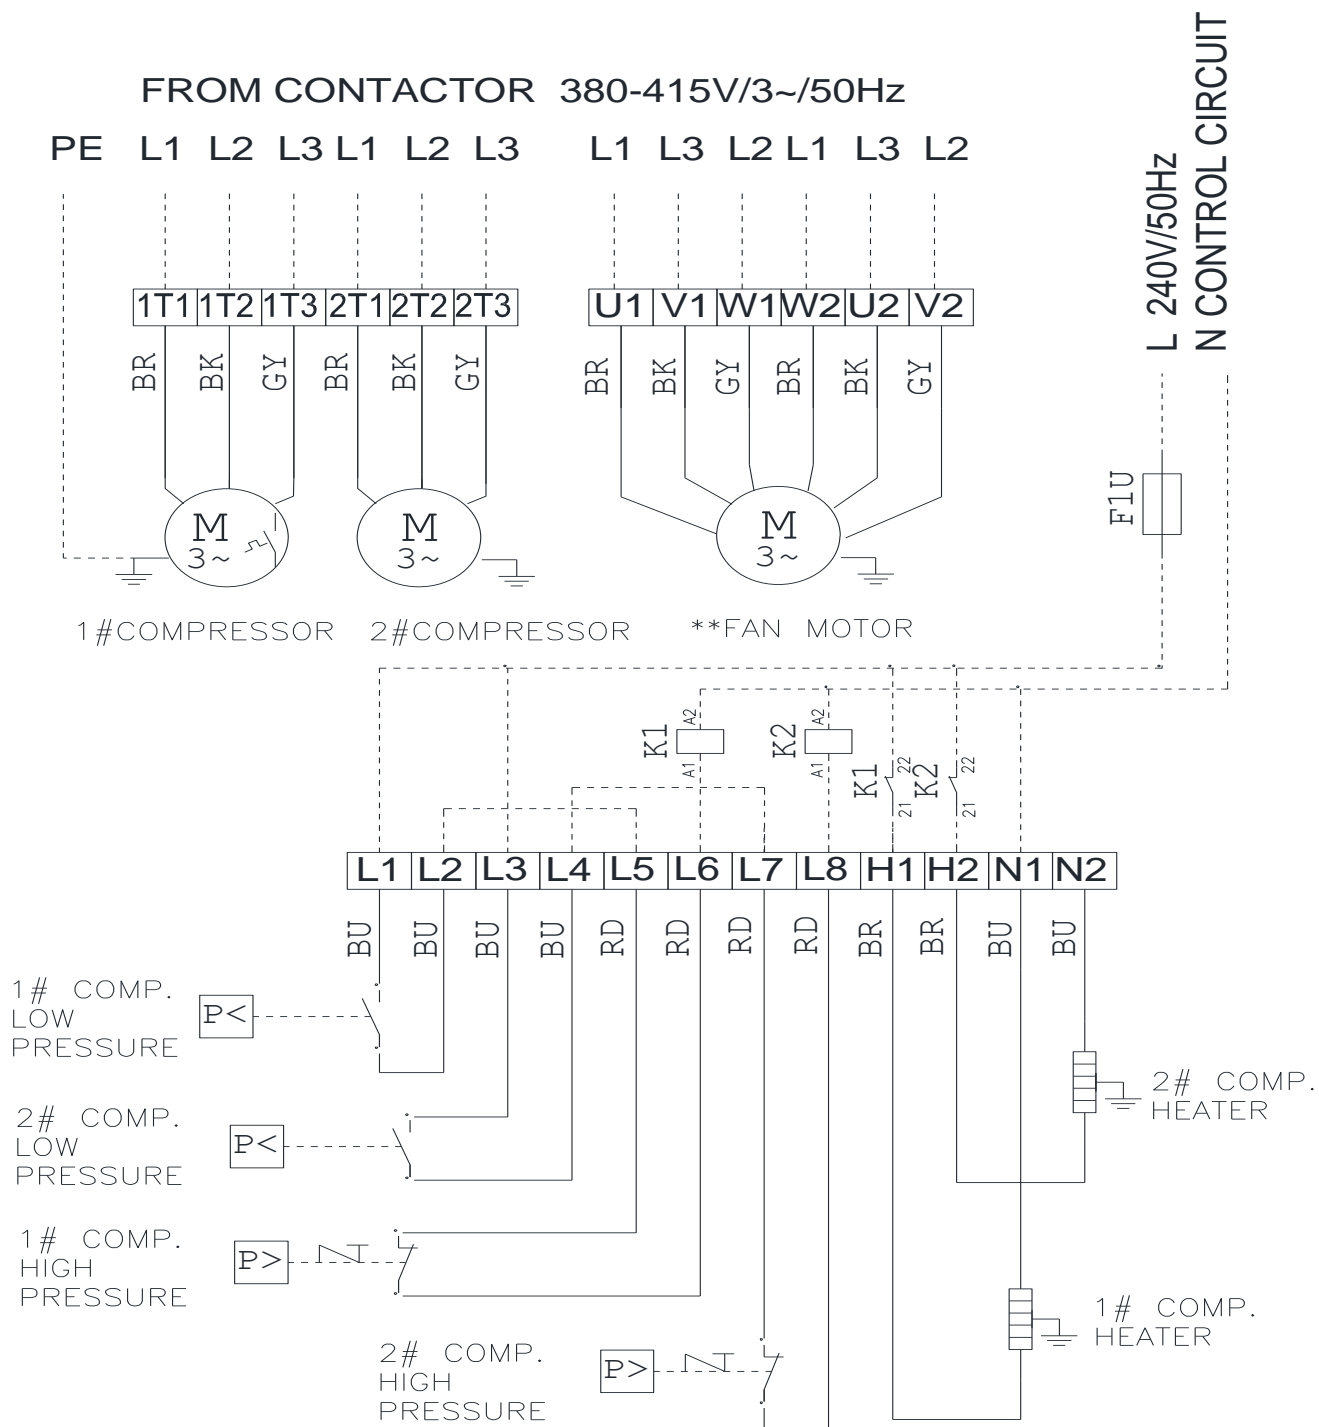 FROM CONTACTOR 380-415V/3~/50Hz
PE L1 L2 L3 L1 L2 L3 L1 L3 L2 L1 L3 L2
L 240V/50Hz
N CONTROL CIRCUIT
1T1 1T2 1T3 2T1 2T2 2T3 U1 V1 W1 W2 U2 V2
BR BK GY BR BK GY BR BK GY BR BK GY
F1U
M
3~
M
3~
M
3~
1#COMPRESSOR 2#COMPRESSOR **FAN MOTOR
K1 A2 A1
K2 A2 A1
K1 22 21
K2 22 21
L1 L2 L3 L4 L5 L6 L7 L8 H1 H2 N1 N2
BU BU BU BU RD RD RD RD BR BR BU BU
1# COMP.
LOW
PRESSURE
P<
2# COMP.
HEATER
2# COMP.
LOW
PRESSURE
P<
1# COMP.
HIGH
PRESSURE
P>
1# COMP.
HEATER
2# COMP.
HIGH
PRESSURE
P>